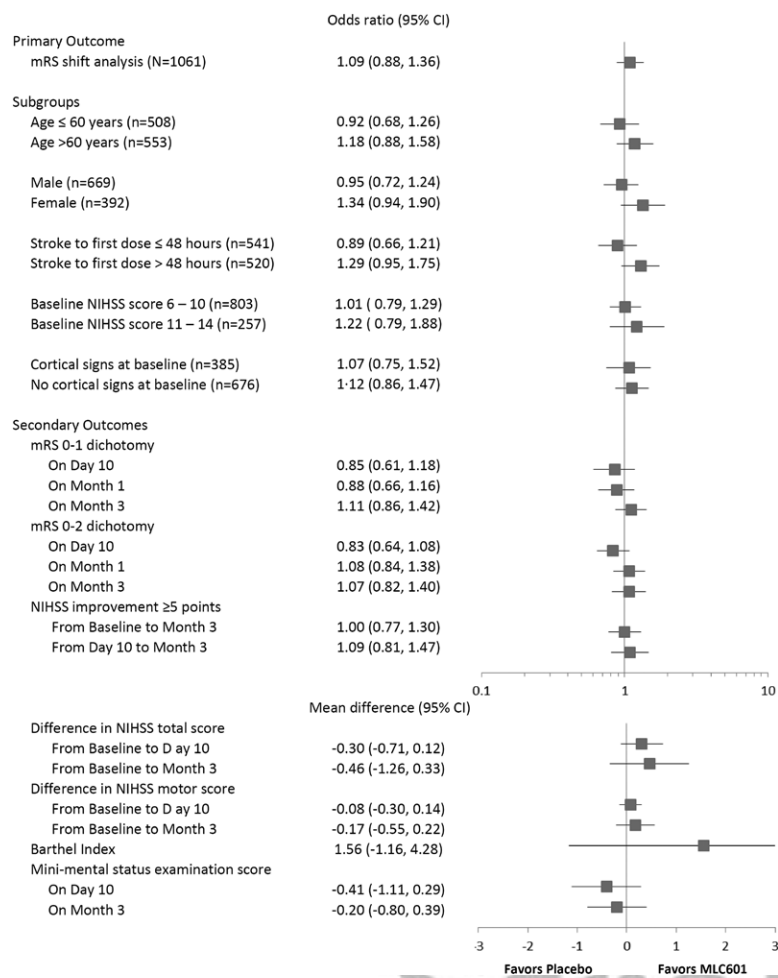 Odds ratio (95% CI)
Primary Outcome
mRS shift analysis (N=1061) 1.09 (0.88, 1.36)
Subgroups
Age ≤ 60 years (n=508) 0.92 (0.68, 1.26)
Age >60 years (n=553) 1.18 (0.88, 1.58)
Male (n=669) 0.95 (0.72, 1.24)
Female (n=392) 1.34 (0.94, 1.90)
Stroke to first dose ≤ 48 hours (n=541) 0.89 (0.66, 1.21)
Stroke to first dose > 48 hours (n=520) 1.29 (0.95, 1.75)
Baseline NIHSS score 6 – 10 (n=803) 1.01 ( 0.79, 1.29)
Baseline NIHSS score 11 – 14 (n=257) 1.22 ( 0.79, 1.88)
Cortical signs at baseline (n=385) 1.07 (0.75, 1.52)
No cortical signs at baseline (n=676) 1·12 (0.86, 1.47)
Secondary Outcomes
mRS 0-1 dichotomy
On Day 10 0.85 (0.61, 1.18)
On Month 1 0.88 (0.66, 1.16)
On Month 3 1.11 (0.86, 1.42)
mRS 0-2 dichotomy
On Day 10 0.83 (0.64, 1.08)
On Month 1 1.08 (0.84, 1.38)
On Month 3 1.07 (0.82, 1.40)
NIHSS improvement ≥5 points
From Baseline to Month 3 1.00 (0.77, 1.30)
From Day 10 to Month 3 1.09 (0.81, 1.47)
0.1 1 10
Mean difference (95% CI)
Difference in NIHSS total score
From Baseline to D ay 10 -0.30 (-0.71, 0.12)
From Baseline to Month 3 -0.46 (-1.26, 0.33)
Difference in NIHSS motor score
From Baseline to D ay 10 -0.08 (-0.30, 0.14)
From Baseline to Month 3 -0.17 (-0.55, 0.22)
Barthel Index 1.56 (-1.16, 4.28)
Mini-mental status examination score
On Day 10 -0.41 (-1.11, 0.29)
On Month 3 -0.20 (-0.80, 0.39)
-3 -2 -1 0 1 2 3
Favors Placebo Favors MLC601